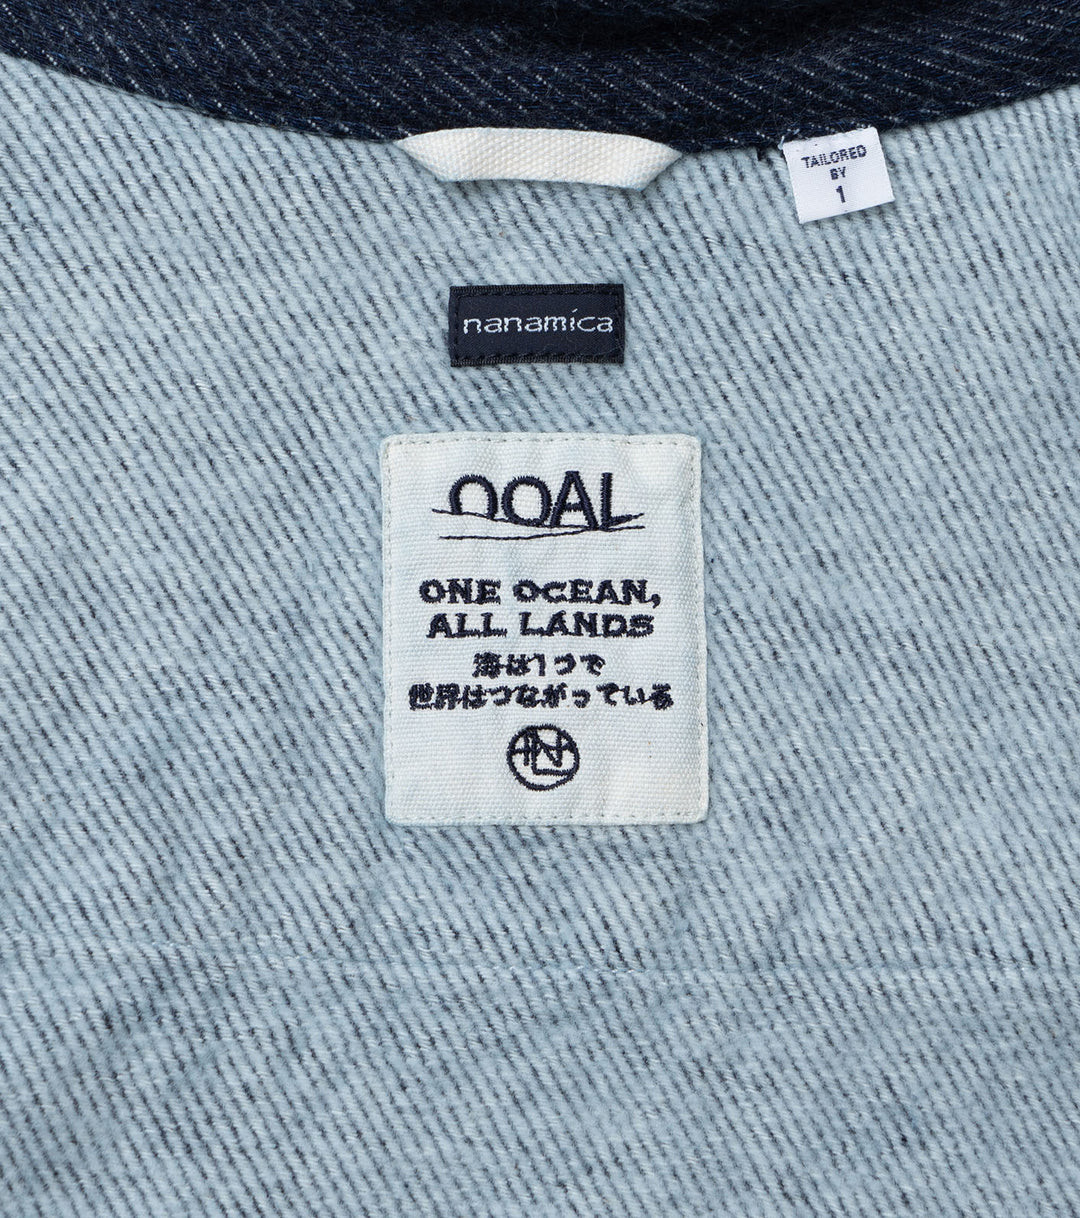 TAILORED
BY
1
nanamica
OOAL
ONE OCEAN,
ALL LANDS
海は1つで
世界はつながっている